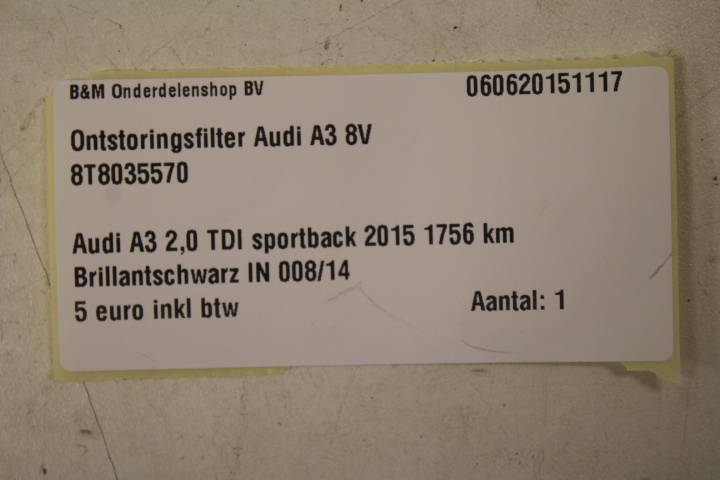 B&M Onderdelenshop BV 060620151117
Ontstoringsfilter Audi A3 8V
8T8035570
Audi A3 2,0 TDI sportback 2015 1756 km
Brillantschwarz IN 008/14
5 euro inkl btw Aantal: 1